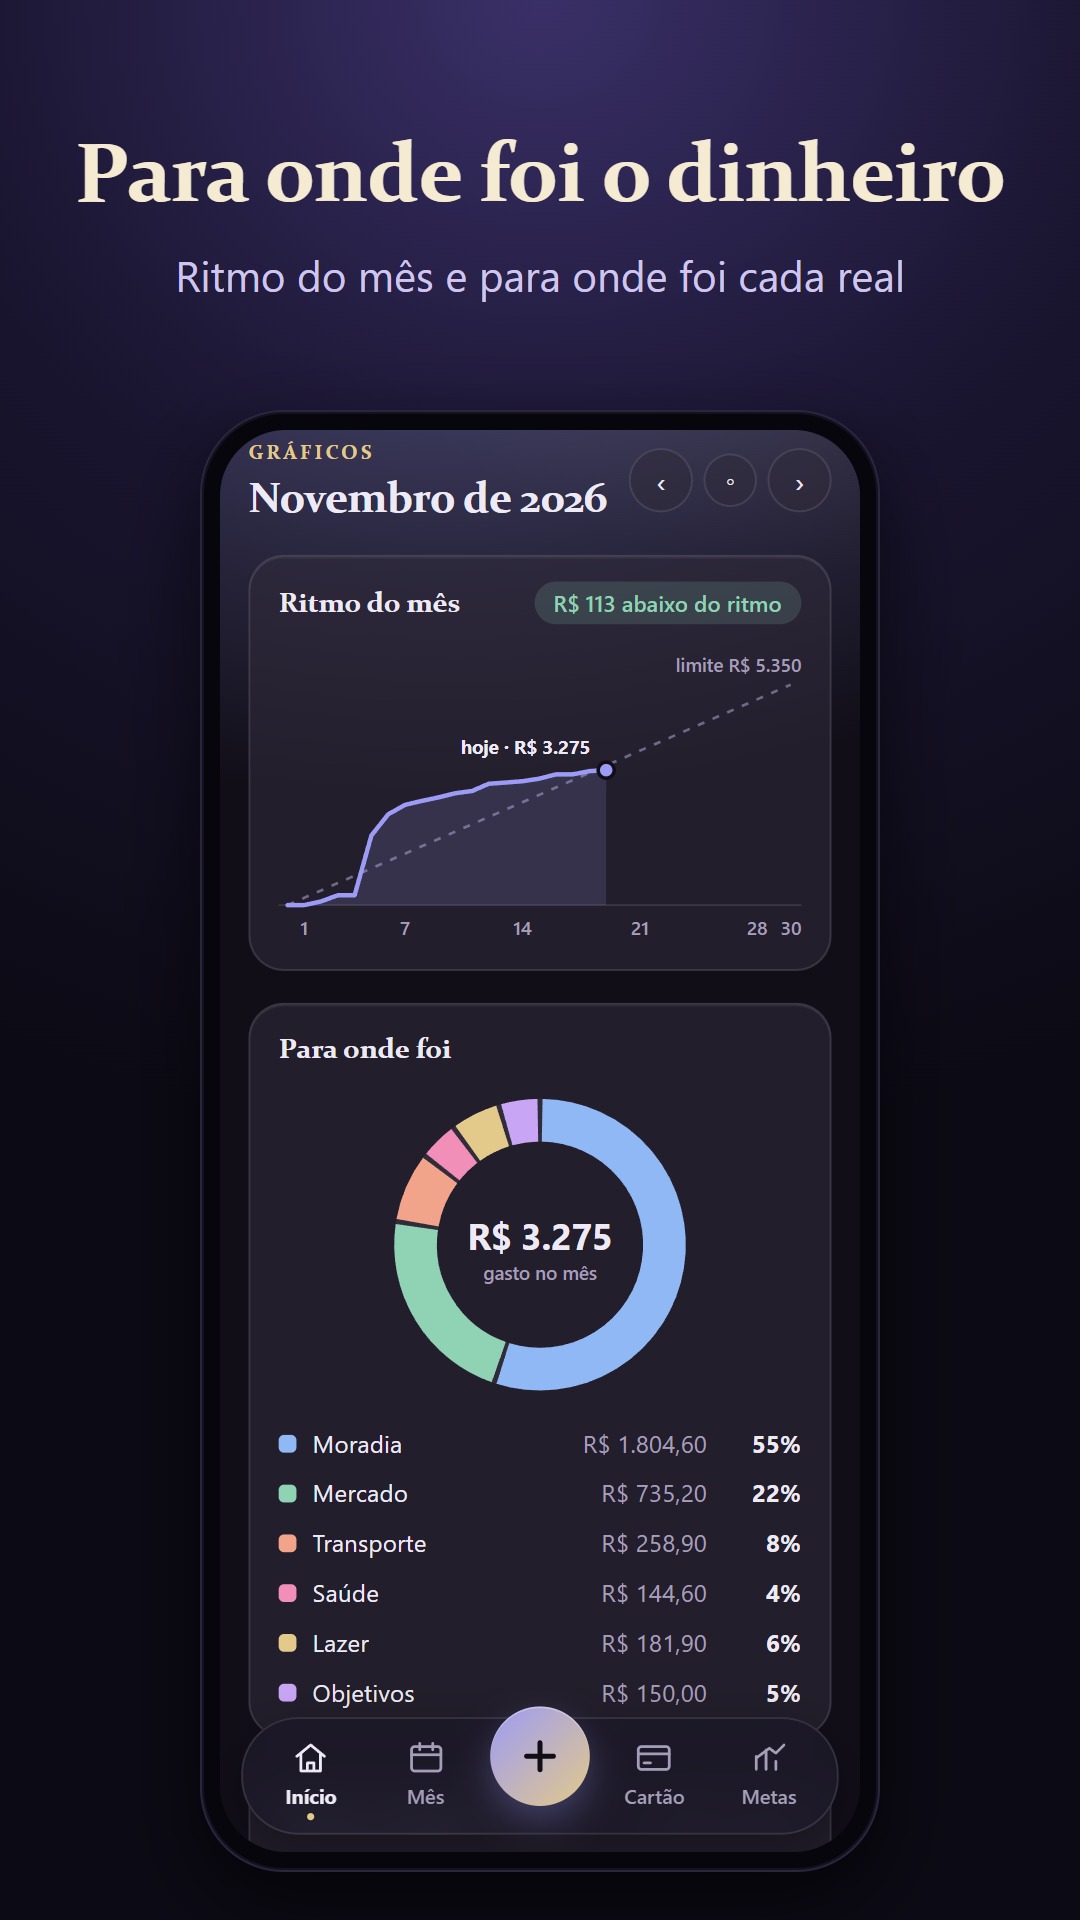 Para onde foi o dinheiro
Ritmo do mês e para onde foi cada real
GRÁFICOS
Novembro de 2026
‹ ° ›
Ritmo do mês
R$ 113 abaixo do ritmo
limite R$ 5.350
hoje · R$ 3.275
1 7 14 21 28 30
Para onde foi
R$ 3.275
gasto no mês
Moradia R$ 1.804,60 55%
Mercado R$ 735,20 22%
Transporte R$ 258,90 8%
Saúde R$ 144,60 4%
Lazer R$ 181,90 6%
Objetivos R$ 150,00 5%
Início Mês + Cartão Metas